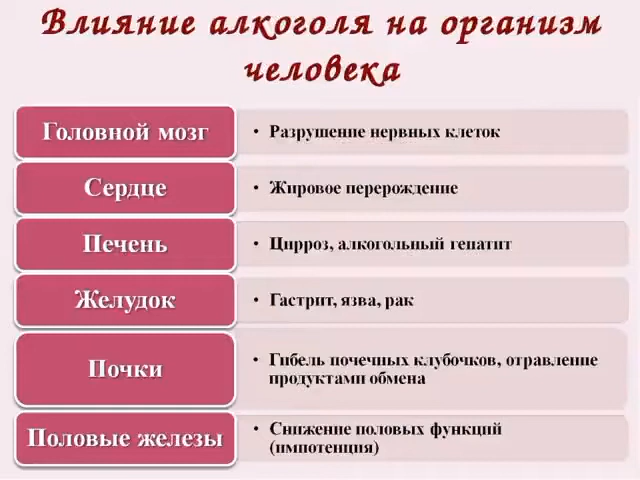 Влияние алкоголя на организм
человека
Головной мозг
• Разрушение нервных клеток
Сердце
• Жировое перерождение
Печень
• Цирроз, алкогольный гепатит
Желудок
• Гастрит, язва, рак
Почки
• Гибель почечных клубочков, отравление
продуктами обмена
Половые железы
• Снижение половых функций
(импотенция)